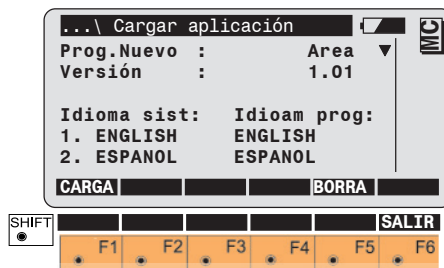 ...\ Cargar aplicación
MC
Prog.Nuevo : Area
Versión : 1.01
Idioma sist: Idioam prog:
1. ENGLISH ENGLISH
2. ESPANOL ESPANOL
CARGA BORRA
SHIFT SALIR
F1 F2 F3 F4 F5 F6